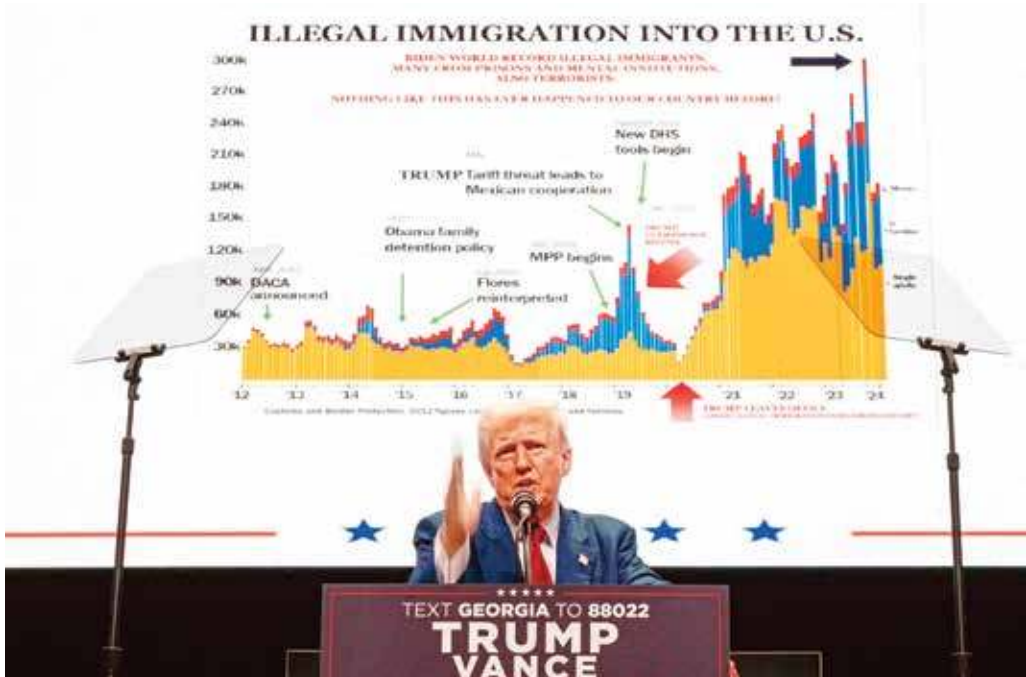 ILLEGAL IMMIGRATION INTO THE U.S.
BIDEN WORLD RECORD ILLEGAL IMMIGRANTS,
MANY FROM PRISONS AND MENTAL INSTITUTIONS,
ALSO TERRORISTS.
NOTHING LIKE THIS HAS EVER HAPPENED TO OUR COUNTRY BEFORE!
300k
270k
240k
210k
180k
150k
120k
90k
60k
30k
New DHS
tools begin
TRUMP Tariff threat leads to
Mexican cooperation
Obama family
detention policy
MPP begins
DACA
announced
Flores
reinterpreted
12 '13 '14 '15 '16 '17 '18 '19 '21 '22 '23 '24
Customs and Border Protection. 2012 figures
TRUMP LEAVES OFFICE
TEXT GEORGIA TO 88022
TRUMP
VANCE